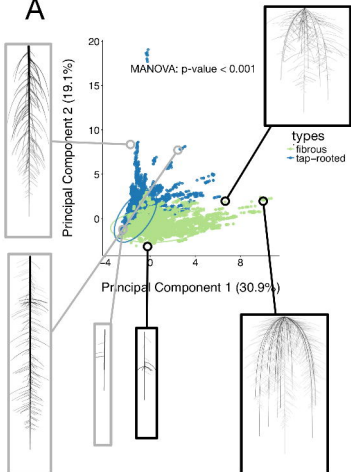 A
20
MANOVA: p-value < 0.001
15
10
5
0
Principal Component 2 (19.1%)
types
fibrous
tap-rooted
−4 0 4 8
Principal Component 1 (30.9%)